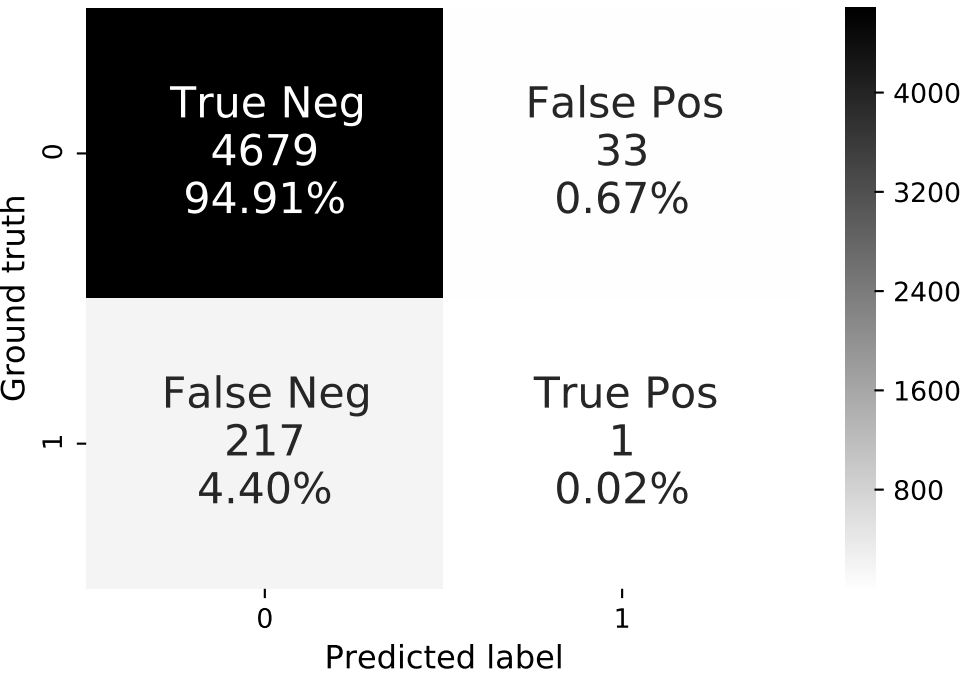 True Neg
4679
94.91%
False Pos
33
0.67%
False Neg
217
4.40%
True Pos
1
0.02%
0
1
Ground truth
0
1
Predicted label
4000
3200
2400
1600
800